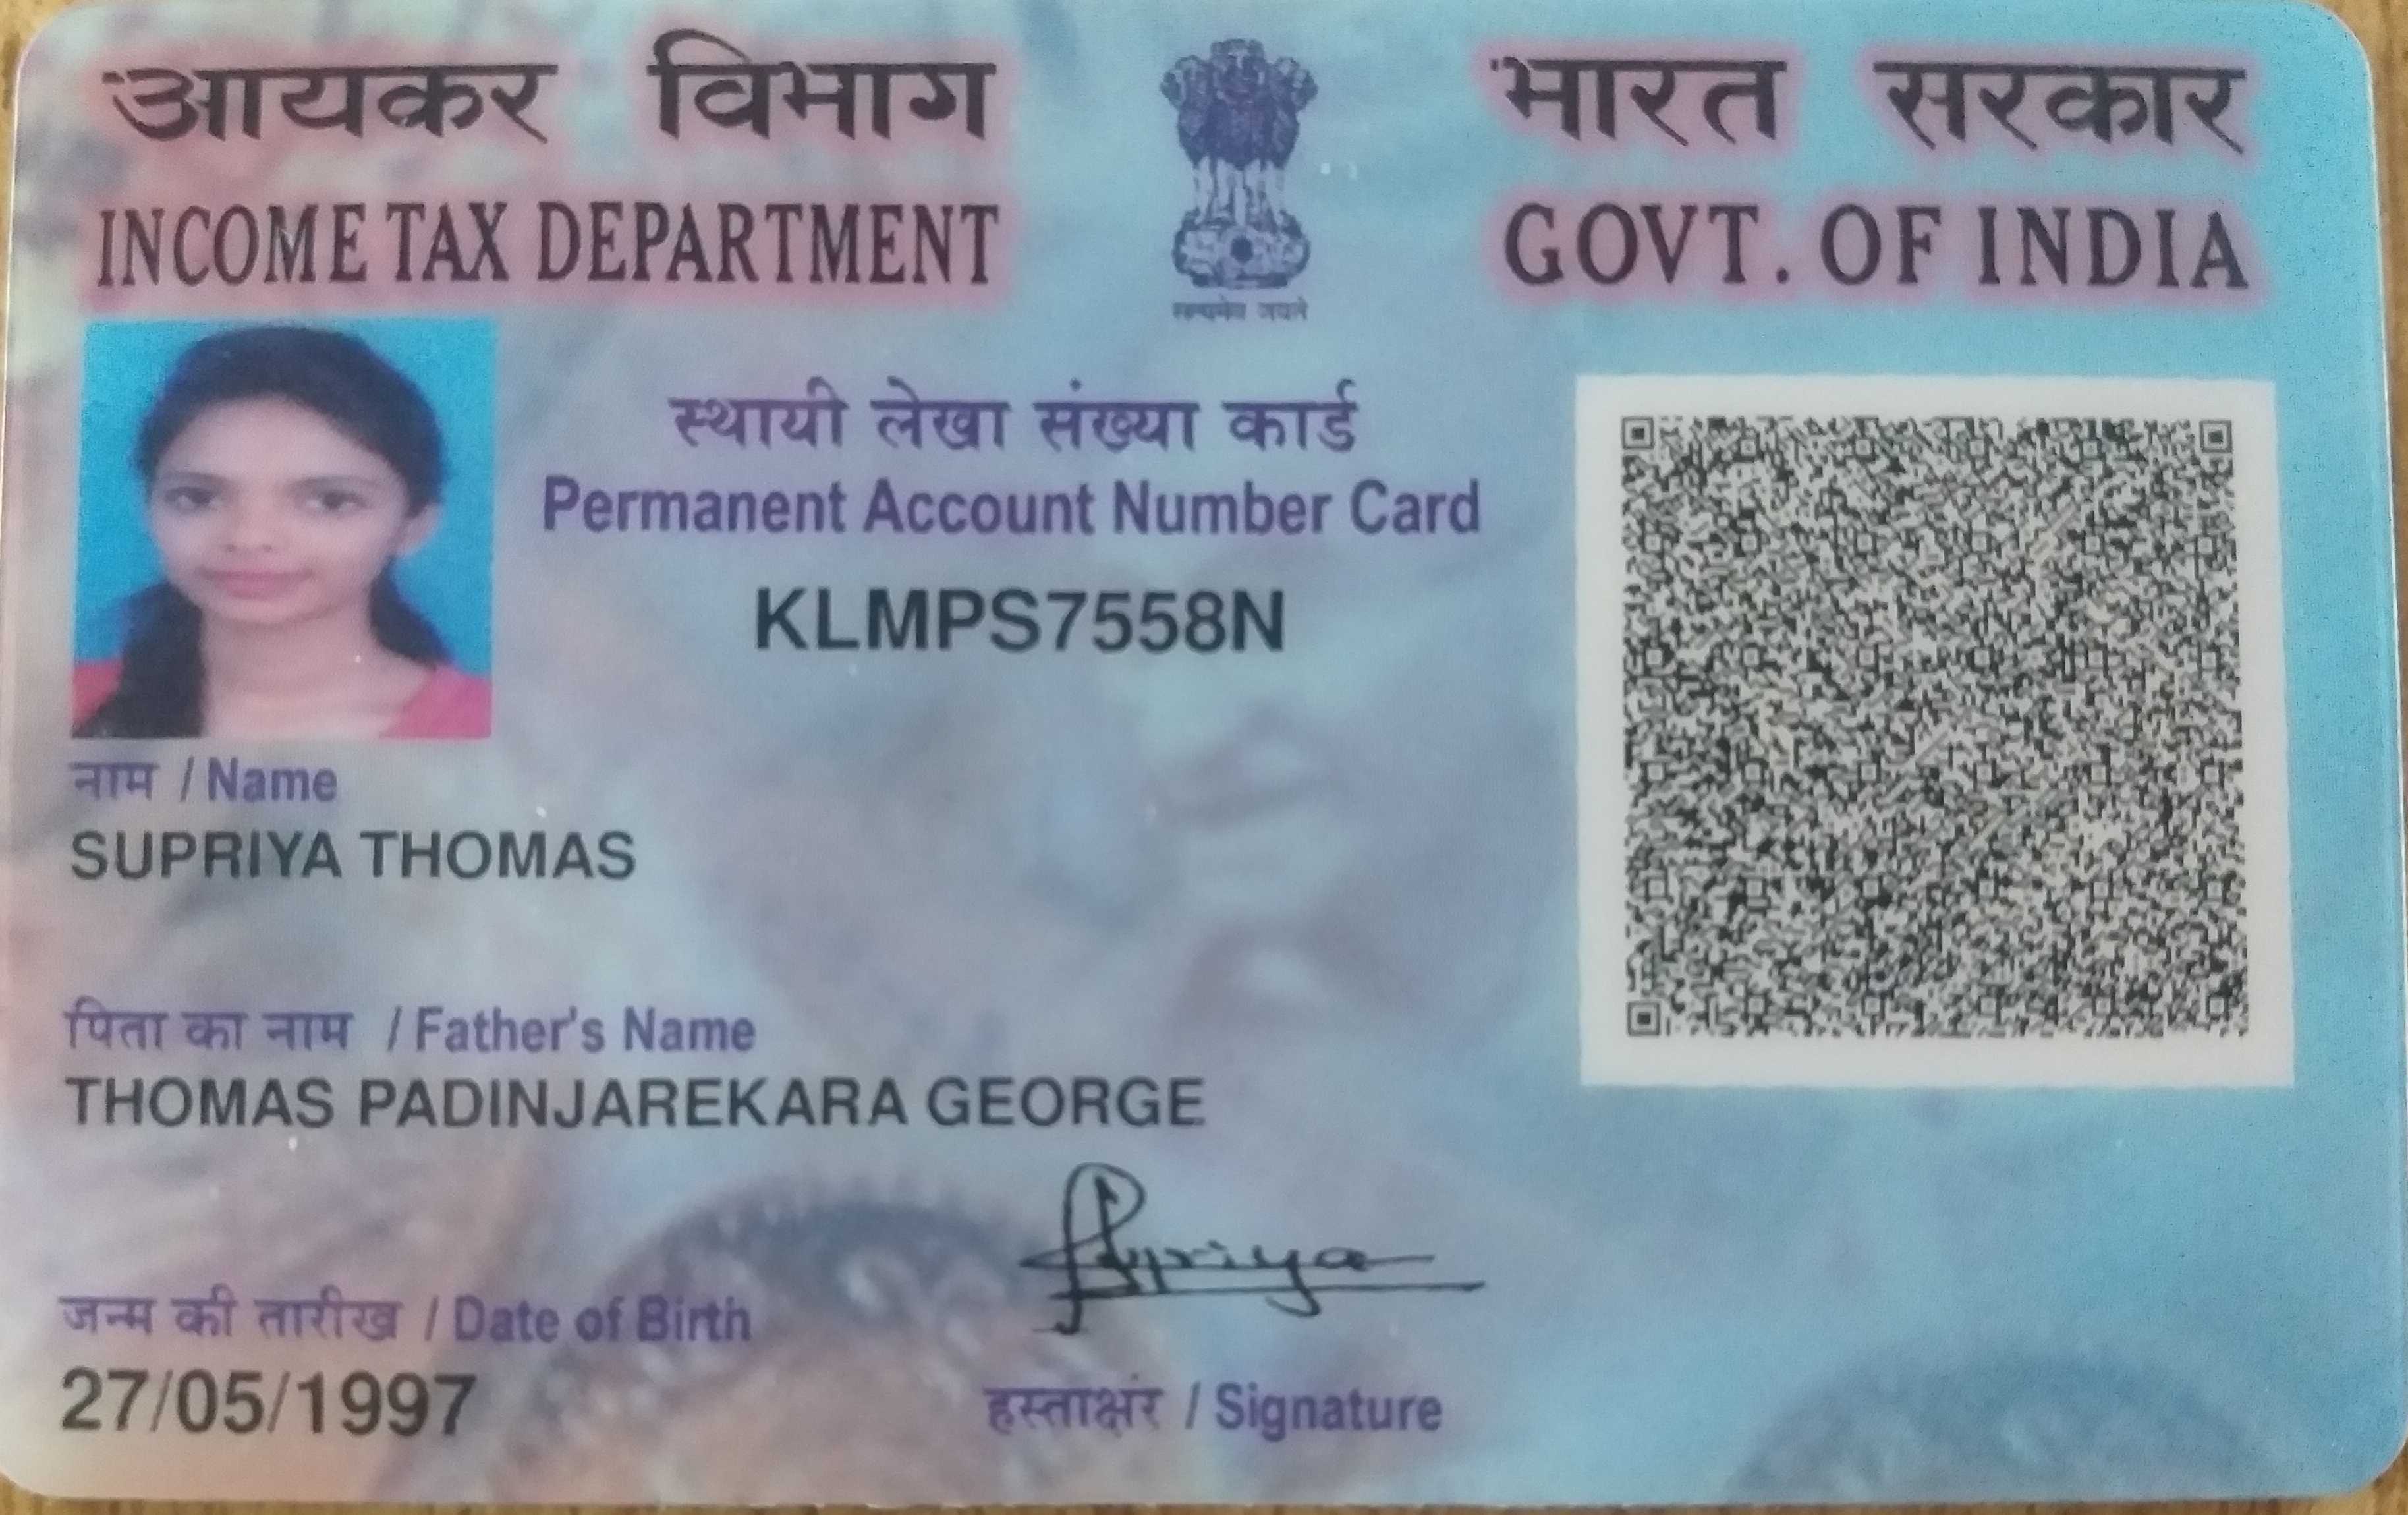 आयकर विभाग
INCOME TAX DEPARTMENT
सत्यमेव जयते
भारत सरकार
GOVT. OF INDIA
स्थायी लेखा संख्या कार्ड
Permanent Account Number Card
KLMPS7558N
नाम / Name
SUPRIYA THOMAS
पिता का नाम / Father's Name
THOMAS PADINJAREKARA GEORGE
जन्म की तारीख / Date of Birth
27/05/1997
Supriya
हस्ताक्षर / Signature